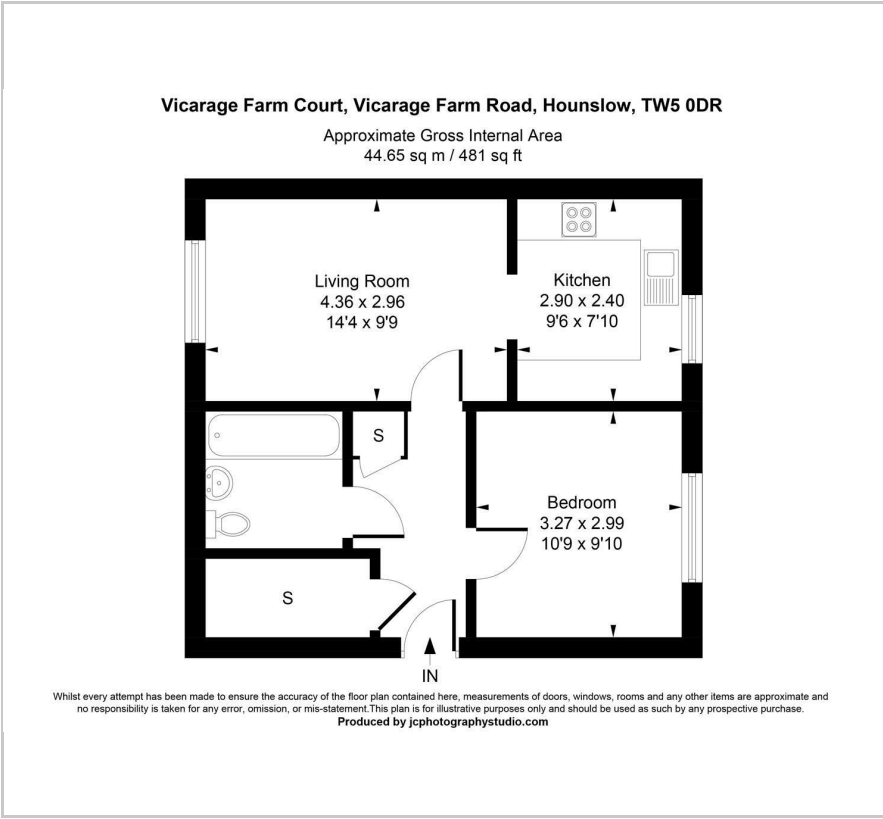 Vicarage Farm Court, Vicarage Farm Road, Hounslow, TW5 0DR
Approximate Gross Internal Area
44.65 sq m / 481 sq ft
Living Room
4.36 x 2.96
14'4 x 9'9
Kitchen
2.90 x 2.40
9'6 x 7'10
S
Bedroom
3.27 x 2.99
10'9 x 9'10
S
IN
Whilst every attempt has been made to ensure the accuracy of the floor plan contained here, measurements of doors, windows, rooms and any other items are approximate and
no responsibility is taken for any error, omission, or mis-statement.This plan is for illustrative purposes only and should be used as such by any prospective purchase.
Produced by jcphotographystudio.com